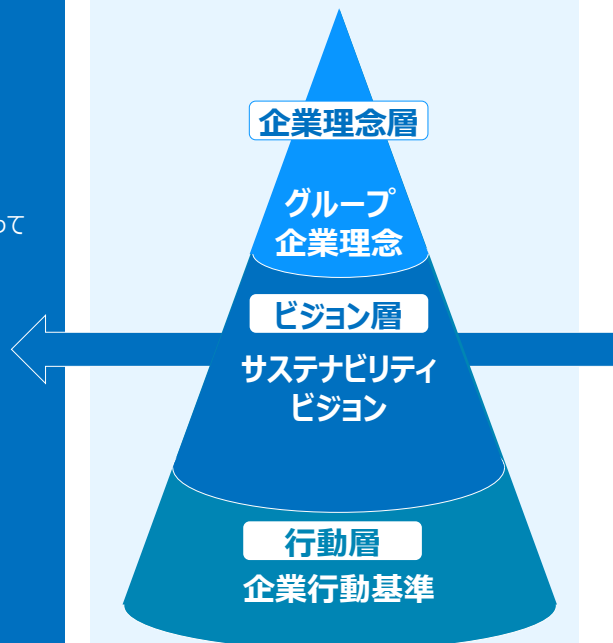 って
企業理念層
グループ
企業理念
ビジョン層
サステナビリティ
ビジョン
行動層
企業行動基準